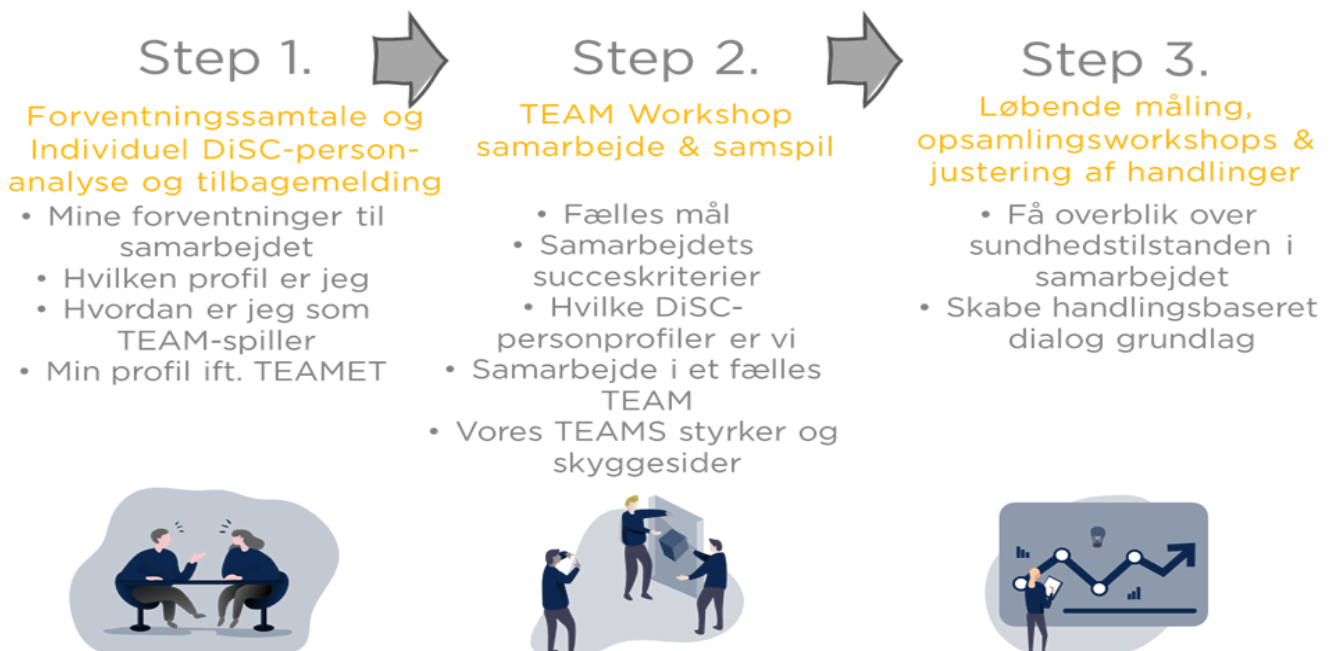 Step 1.
Forventningssamtale og
Individuel DiSC-person-
analyse og tilbagemelding
• Mine forventninger til
samarbejdet
• Hvilken profil er jeg
• Hvordan er jeg som
TEAM-spiller
• Min profil ift. TEAMET
Step 2.
TEAM Workshop
samarbejde & samspil
• Fælles mål
• Samarbejdets
succeskriterier
• Hvilke DiSC-
personprofiler er vi
• Samarbejde i et fælles
TEAM
• Vores TEAMS styrker og
skyggesider
Step 3.
Løbende måling,
opsamlingsworkshops &
justering af handlinger
• Få overblik over
sundhedstilstanden i
samarbejdet
• Skabe handlingsbaseret
dialog grundlag